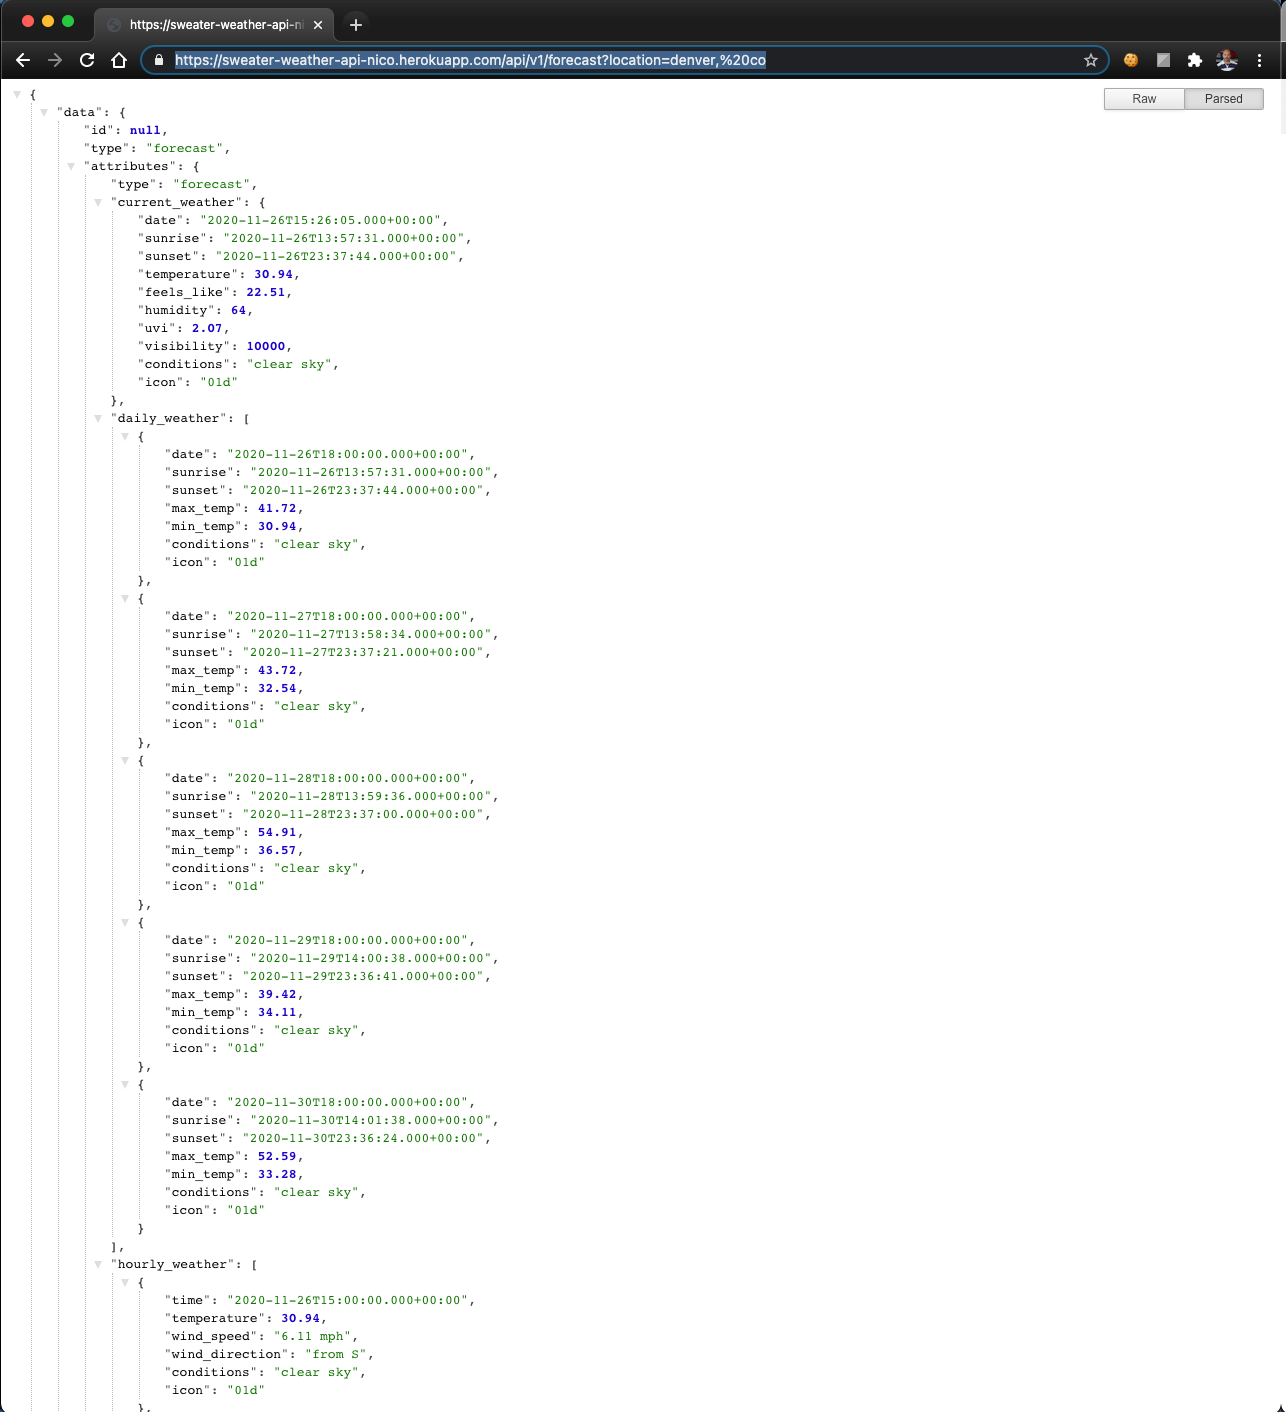 https://sweater-weather-api-ni
https://sweater-weather-api-nico.herokuapp.com/api/v1/forecast?location=denver,%20co
Raw Parsed
{
"data": {
"id": null,
"type": "forecast",
"attributes": {
"type": "forecast",
"current_weather": {
"date": "2020-11-26T15:26:05.000+00:00",
"sunrise": "2020-11-26T13:57:31.000+00:00",
"sunset": "2020-11-26T23:37:44.000+00:00",
"temperature": 30.94,
"feels_like": 22.51,
"humidity": 64,
"uvi": 2.07,
"visibility": 10000,
"conditions": "clear sky",
"icon": "01d"
},
"daily_weather": [
{
"date": "2020-11-26T18:00:00.000+00:00",
"sunrise": "2020-11-26T13:57:31.000+00:00",
"sunset": "2020-11-26T23:37:44.000+00:00",
"max_temp": 41.72,
"min_temp": 30.94,
"conditions": "clear sky",
"icon": "01d"
},
{
"date": "2020-11-27T18:00:00.000+00:00",
"sunrise": "2020-11-27T13:58:34.000+00:00",
"sunset": "2020-11-27T23:37:21.000+00:00",
"max_temp": 43.72,
"min_temp": 32.54,
"conditions": "clear sky",
"icon": "01d"
},
{
"date": "2020-11-28T18:00:00.000+00:00",
"sunrise": "2020-11-28T13:59:36.000+00:00",
"sunset": "2020-11-28T23:37:00.000+00:00",
"max_temp": 54.91,
"min_temp": 36.57,
"conditions": "clear sky",
"icon": "01d"
},
{
"date": "2020-11-29T18:00:00.000+00:00",
"sunrise": "2020-11-29T14:00:38.000+00:00",
"sunset": "2020-11-29T23:36:41.000+00:00",
"max_temp": 39.42,
"min_temp": 34.11,
"conditions": "clear sky",
"icon": "01d"
},
{
"date": "2020-11-30T18:00:00.000+00:00",
"sunrise": "2020-11-30T14:01:38.000+00:00",
"sunset": "2020-11-30T23:36:24.000+00:00",
"max_temp": 52.59,
"min_temp": 33.28,
"conditions": "clear sky",
"icon": "01d"
}
],
"hourly_weather": [
{
"time": "2020-11-26T15:00:00.000+00:00",
"temperature": 30.94,
"wind_speed": "6.11 mph",
"wind_direction": "from S",
"conditions": "clear sky",
"icon": "01d"
},